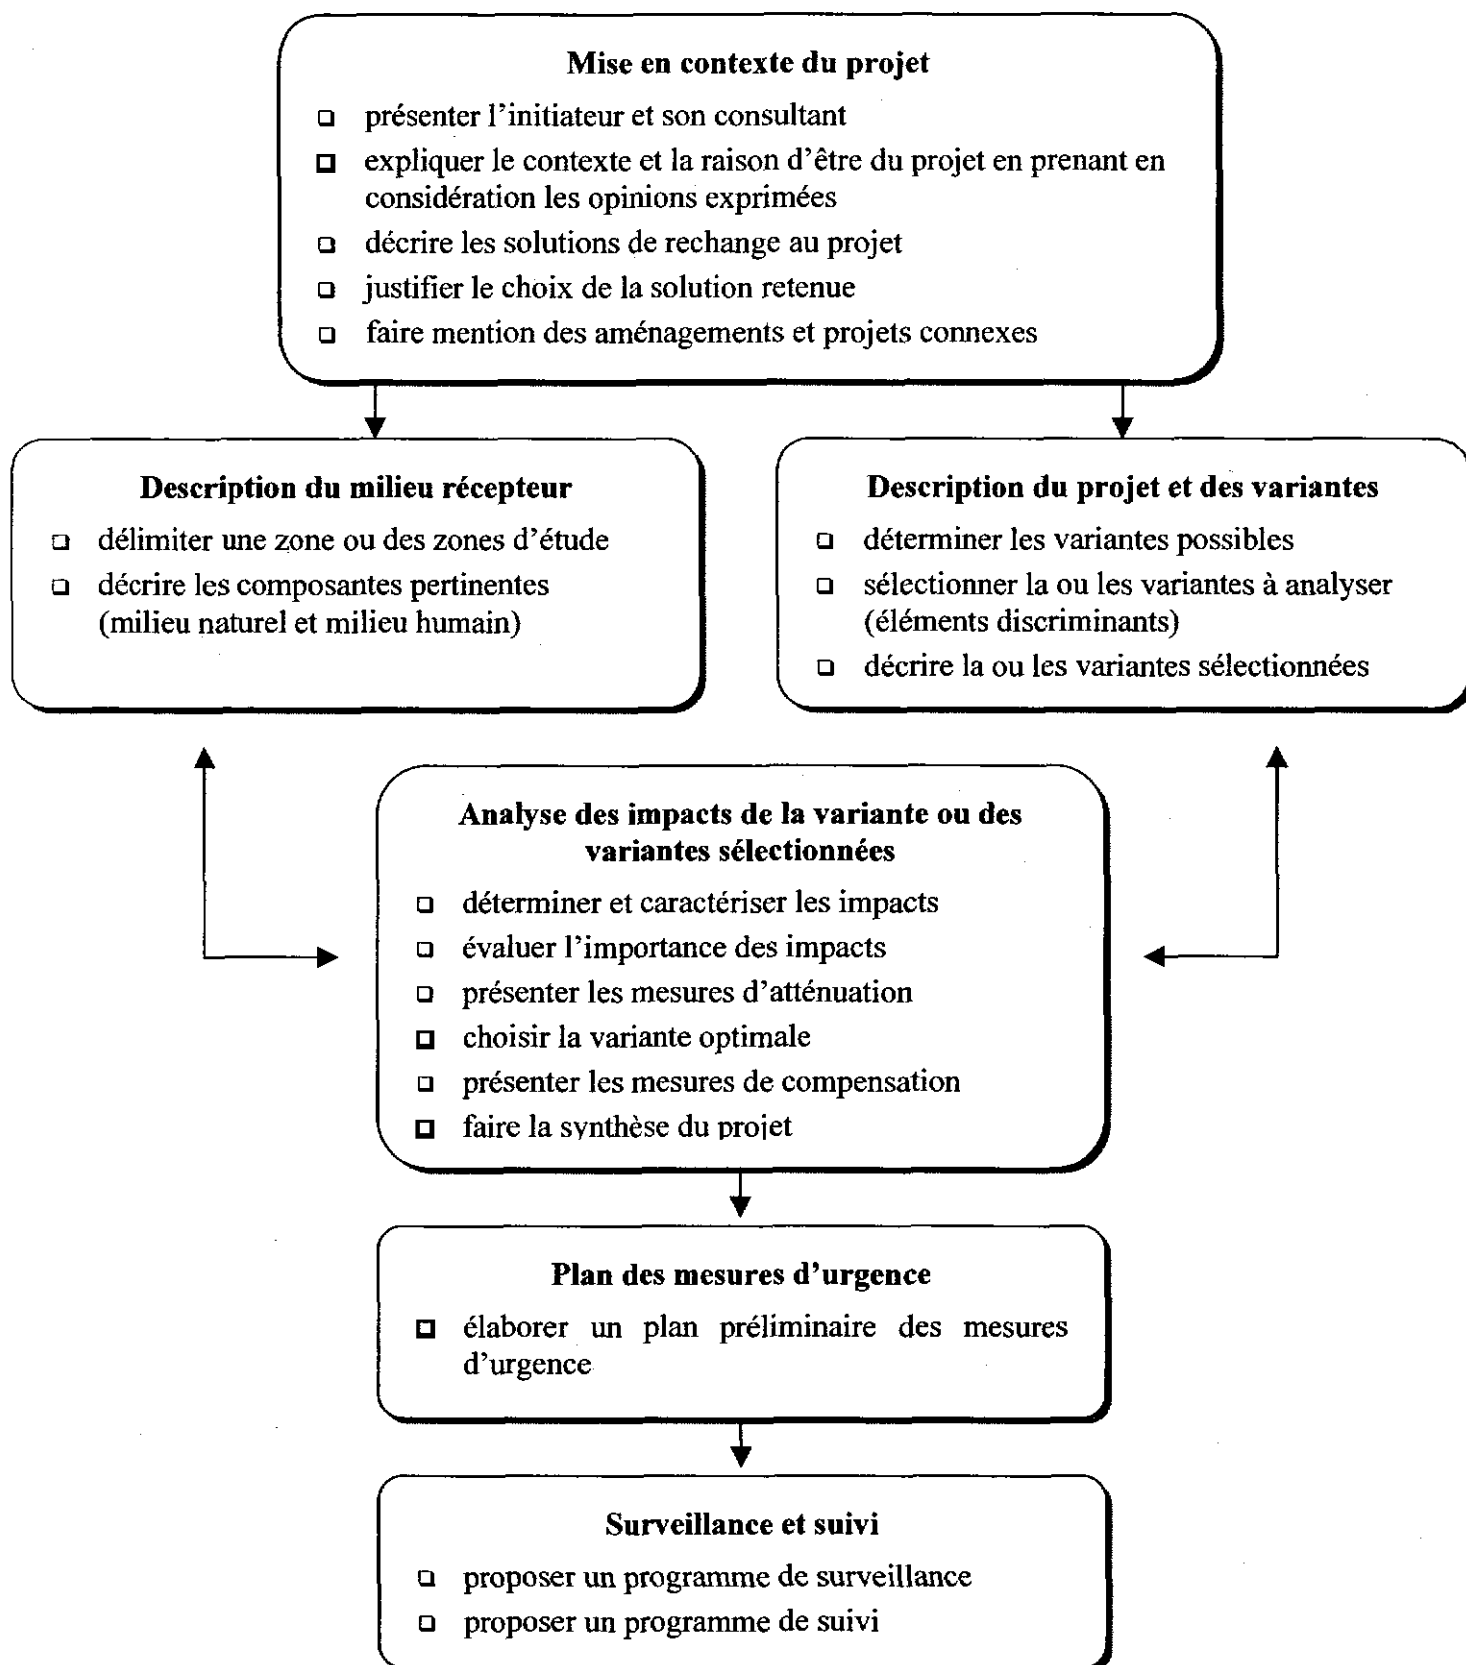 Mise en contexte du projet
❏ présenter l'initiateur et son consultant
❏ expliquer le contexte et la raison d'être du projet en prenant en
considération les opinions exprimées
❏ décrire les solutions de rechange au projet
❏ justifier le choix de la solution retenue
❏ faire mention des aménagements et projets connexes
Description du milieu récepteur
❏ délimiter une zone ou des zones d'étude
❏ décrire les composantes pertinentes
(milieu naturel et milieu humain)
Description du projet et des variantes
❏ déterminer les variantes possibles
❏ sélectionner la ou les variantes à analyser
(éléments discriminants)
❏ décrire la ou les variantes sélectionnées
Analyse des impacts de la variante ou des
variantes sélectionnées
❏ déterminer et caractériser les impacts
❏ évaluer l'importance des impacts
❏ présenter les mesures d'atténuation
❏ choisir la variante optimale
❏ présenter les mesures de compensation
❏ faire la synthèse du projet
Plan des mesures d'urgence
❏ élaborer un plan préliminaire des mesures
d'urgence
Surveillance et suivi
❏ proposer un programme de surveillance
❏ proposer un programme de suivi